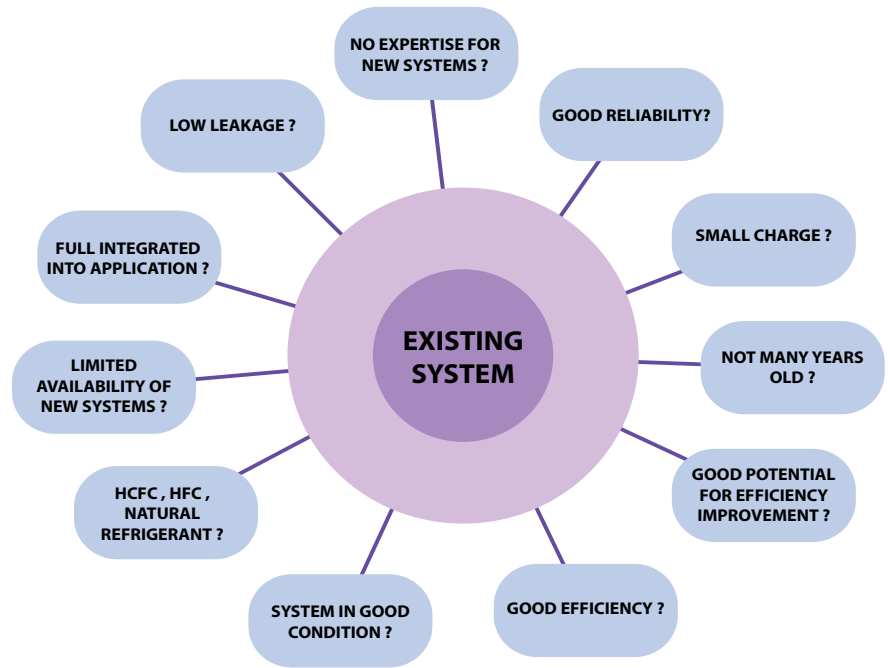 NO EXPERTISE FOR
NEW SYSTEMS ?
GOOD RELIABILITY?
SMALL CHARGE ?
NOT MANY YEARS
OLD ?
GOOD POTENTIAL
FOR EFFICIENCY
IMPROVEMENT ?
GOOD EFFICIENCY ?
SYSTEM IN GOOD
CONDITION ?
HCFC , HFC ,
NATURAL
REFRIGERANT ?
LIMITED
AVAILABILITY OF
NEW SYSTEMS ?
FULL INTEGRATED
INTO APPLICATION ?
LOW LEAKAGE ?
EXISTING
SYSTEM